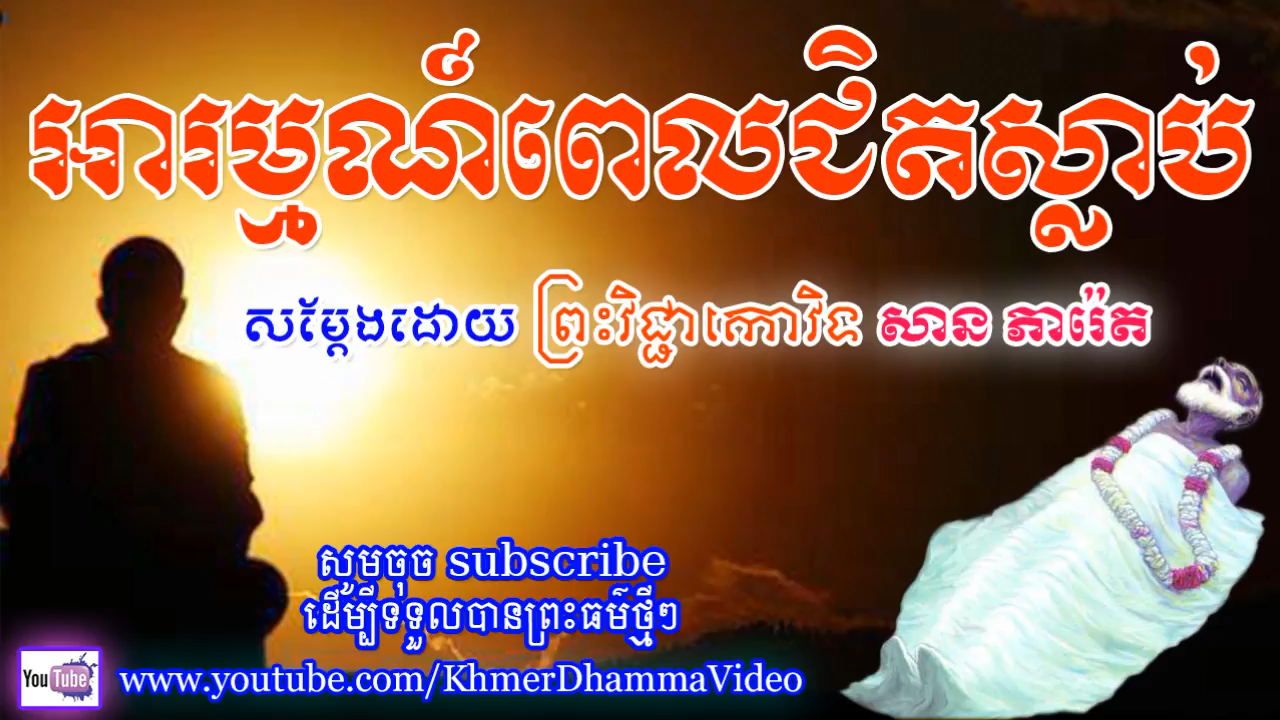 អារម្មណ៍ពេលជិតស្លាប់
សម្ដែងដោយ ព្រះវិជ្ជាកោវិទ សាន ភារ៉េត
សូមចុច subscribe
ដើម្បីទទួលបានព្រះធម៌ថ្មីៗ
YouTube www.youtube.com/KhmerDhammaVideo